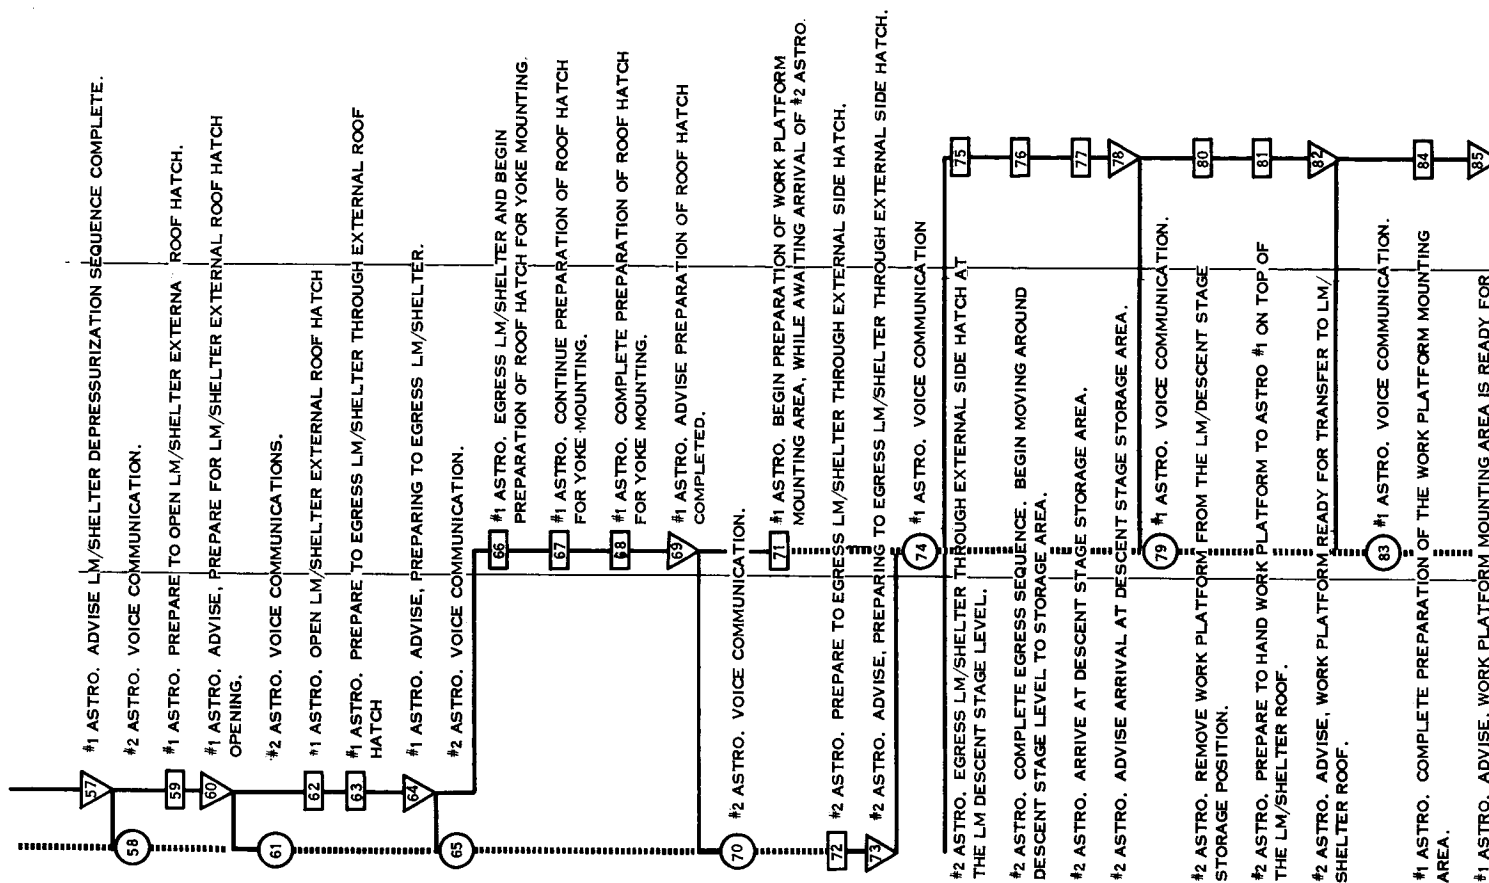 57
#1 ASTRO. ADVISE LM/SHELTER DEPRESSURIZATION SEQUENCE COMPLETE.
58
#2 ASTRO. VOICE COMMUNICATION.
59
#1 ASTRO. PREPARE TO OPEN LM/SHELTER EXTERNA ROOF HATCH.
60
#1 ASTRO. ADVISE, PREPARE FOR LM/SHELTER EXTERNAL ROOF HATCH
OPENING.
61
#2 ASTRO. VOICE COMMUNICATIONS.
62
#1 ASTRO. OPEN LM/SHELTER EXTERNAL ROOF HATCH
63
#1 ASTRO. PREPARE TO EGRESS LM/SHELTER THROUGH EXTERNAL ROOF
HATCH
64
#1 ASTRO. ADVISE, PREPARING TO EGRESS LM/SHELTER.
65
#2 ASTRO. VOICE COMMUNICATION.
66
#1 ASTRO. EGRESS LM/SHELTER AND BEGIN
PREPARATION OF ROOF HATCH FOR YOKE MOUNTING.
67
#1 ASTRO. CONTINUE PREPARATION OF ROOF HATCH
FOR YOKE MOUNTING.
68
#1 ASTRO. COMPLETE PREPARATION OF ROOF HATCH
FOR YOKE MOUNTING.
69
#1 ASTRO. ADVISE PREPARATION OF ROOF HATCH
COMPLETED.
70
#2 ASTRO. VOICE COMMUNICATION.
71
#1 ASTRO. BEGIN PREPARATION OF WORK PLATFORM
MOUNTING AREA, WHILE AWAITING ARRIVAL OF #2 ASTRO.
72
#2 ASTRO. PREPARE TO EGRESS LM/SHELTER THROUGH EXTERNAL SIDE HATCH.
73
#2 ASTRO. ADVISE, PREPARING TO EGRESS LM/SHELTER THROUGH EXTERNAL SIDE HATCH.
74
#1 ASTRO. VOICE COMMUNICATION
75
#2 ASTRO. EGRESS LM/SHELTER THROUGH EXTERNAL SIDE HATCH AT
THE LM DESCENT STAGE LEVEL.
76
#2 ASTRO. COMPLETE EGRESS SEQUENCE. BEGIN MOVING AROUND
DESCENT STAGE LEVEL TO STORAGE AREA.
77
#2 ASTRO. ARRIVE AT DESCENT STAGE STORAGE AREA.
78
#2 ASTRO. ADVISE ARRIVAL AT DESCENT STAGE STORAGE AREA.
79
#1 ASTRO. VOICE COMMUNICATION.
80
#2 ASTRO. REMOVE WORK PLATFORM FROM THE LM/DESCENT STAGE
STORAGE POSITION.
81
#2 ASTRO. PREPARE TO HAND WORK PLATFORM TO ASTRO #1 ON TOP OF
THE LM/SHELTER ROOF.
82
#2 ASTRO. ADVISE, WORK PLATFORM READY FOR TRANSFER TO LM/
SHELTER ROOF.
83
#1 ASTRO. VOICE COMMUNICATION.
84
#1 ASTRO. COMPLETE PREPARATION OF THE WORK PLATFORM MOUNTING
AREA.
85
#1 ASTRO. ADVISE, WORK PLATFORM MOUNTING AREA IS READY FOR